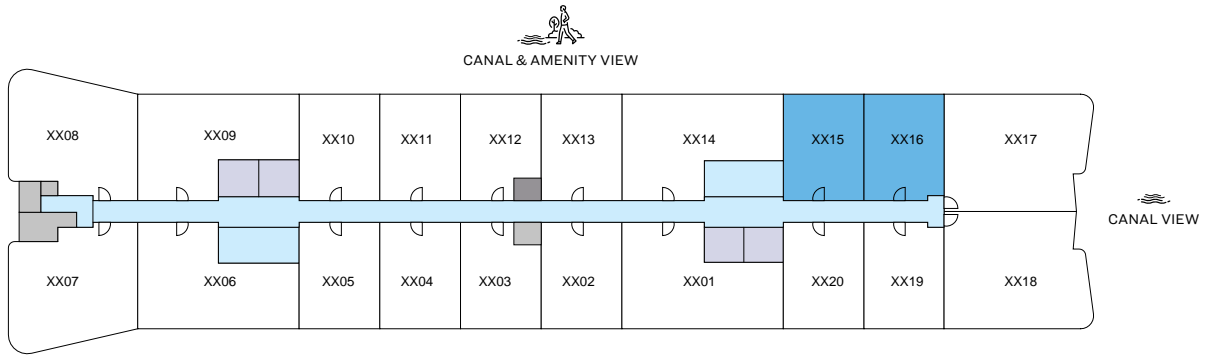 CANAL & AMENITY VIEW
XX08
XX09
XX10
XX11
XX12
XX13
XX14
XX15
XX16
XX17
CANAL VIEW
XX07
XX06
XX05
XX04
XX03
XX02
XX01
XX20
XX19
XX18